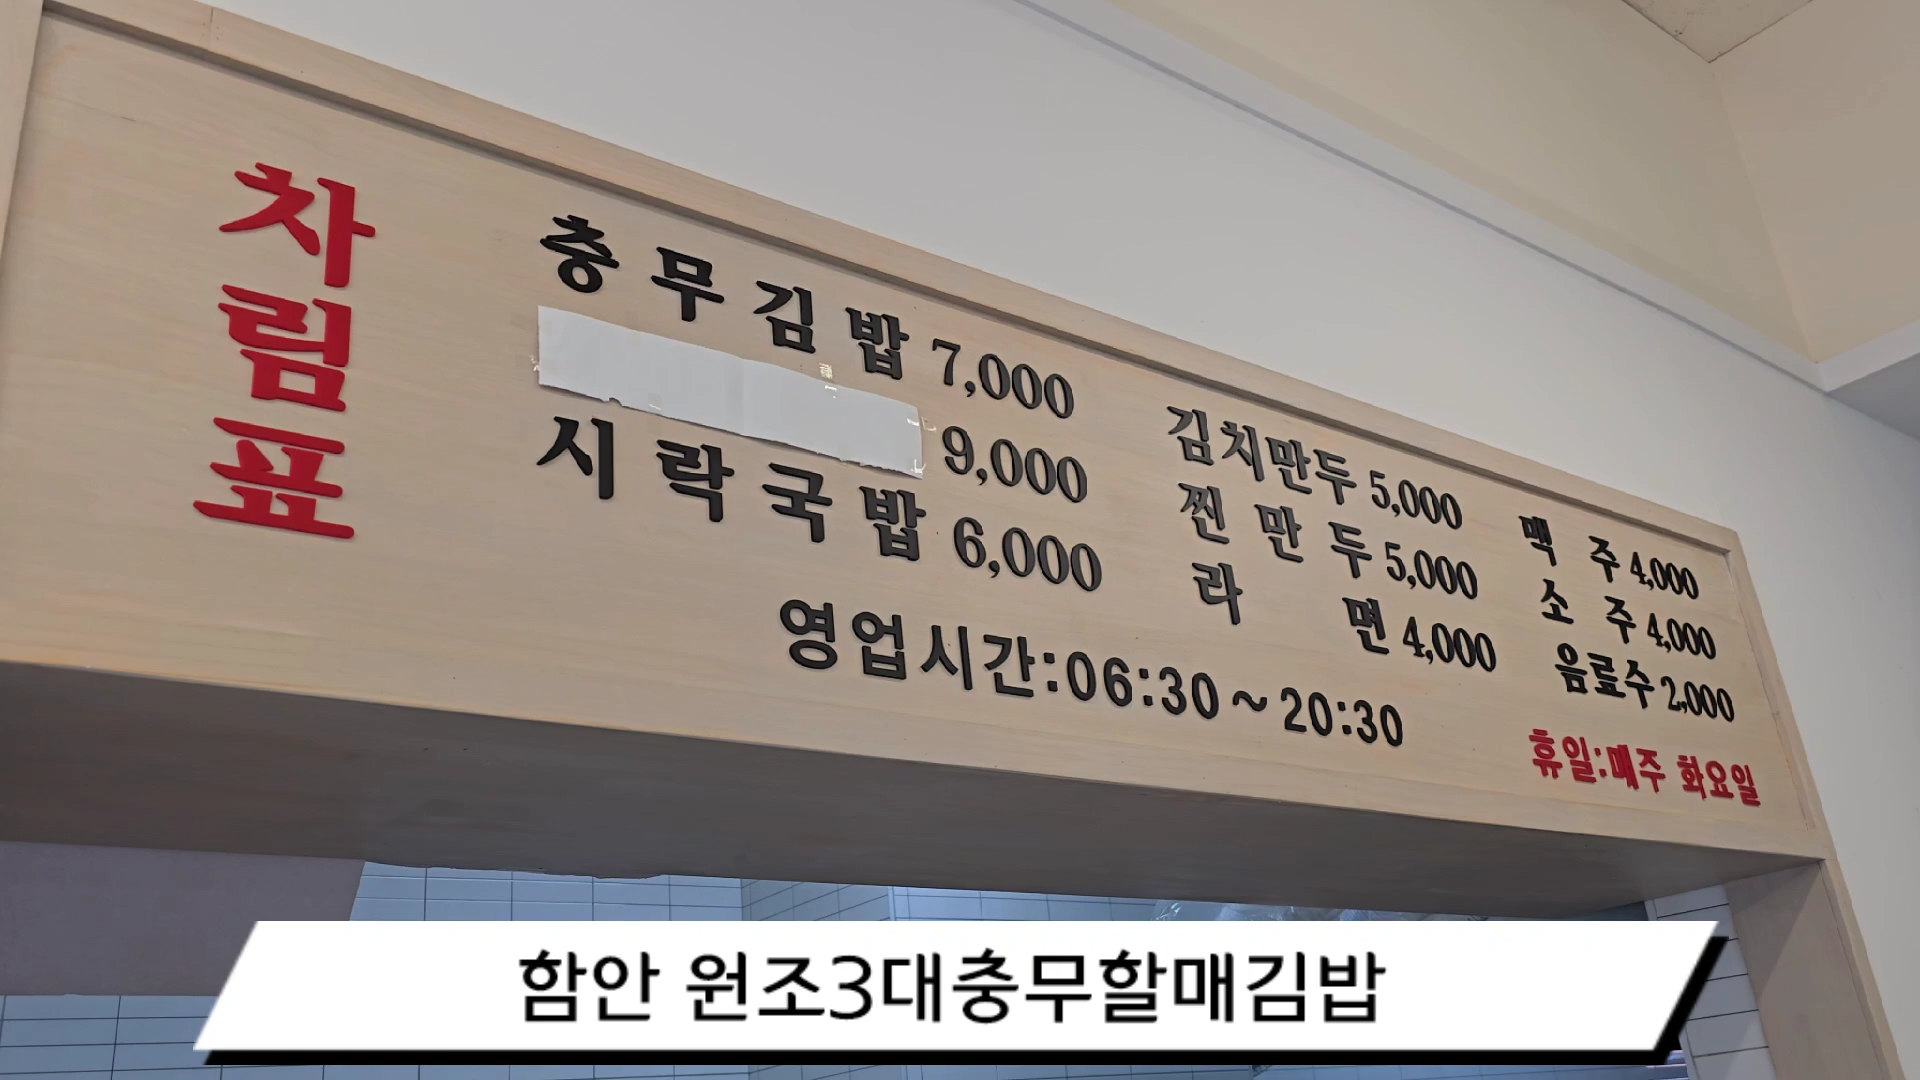 차림표
충무김밥 7,000
9,000
시락국밥 6,000
김치만두 5,000
찐만두 5,000
라면 4,000
맥주 4,000
소주 4,000
음료수 2,000
영업시간:06:30~20:30
휴일:매주 화요일
함안 원조3대충무할매김밥